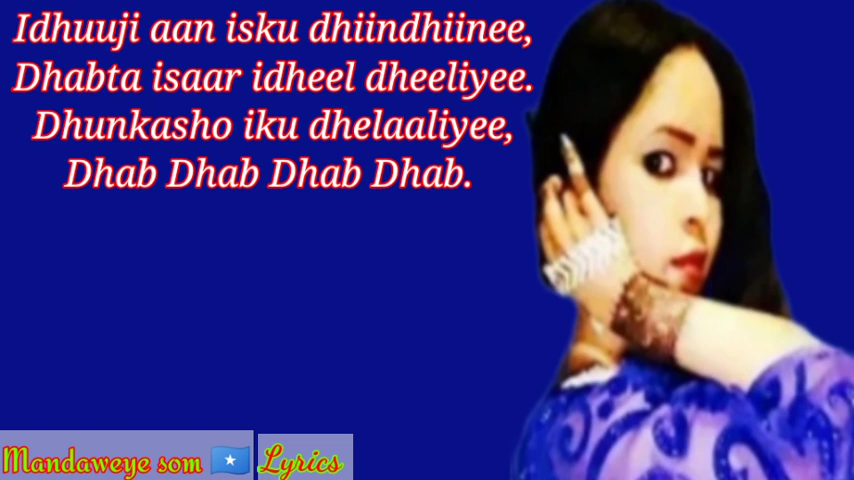 Idhuuji aan isku dhiindhiinee,
Dhabta isaar idheel dheeliyee.
Dhunkasho iku dhelaaliyee,
Dhab Dhab Dhab Dhab.
Mandaweye som 🇸🇴 Lyrics